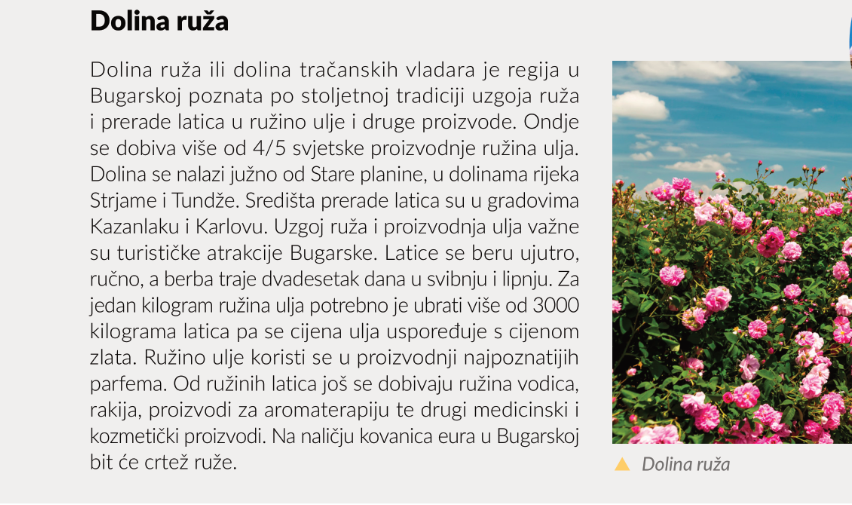 Dolina ruža
Dolina ruža ili dolina tračanskih vladara je regija u
Bugarskoj poznata po stoljetnoj tradiciji uzgoja ruža
i prerade latica u ružino ulje i druge proizvode. Ondje
se dobiva više od 4/5 svjetske proizvodnje ružina ulja.
Dolina se nalazi južno od Stare planine, u dolinama rijeka
Strjame i Tundže. Središta prerade latica su u gradovima
Kazanlaku i Karlovu. Uzgoj ruža i proizvodnja ulja važne
su turističke atrakcije Bugarske. Latice se beru ujutro,
ručno, a berba traje dvadesetak dana u svibnju i lipnju. Za
jedan kilogram ružina ulja potrebno je ubrati više od 3000
kilograma latica pa se cijena ulja uspoređuje s cijenom
zlata. Ružino ulje koristi se u proizvodnji najpoznatijih
parfema. Od ružinih latica još se dobivaju ružina vodica,
rakija, proizvodi za aromaterapiju te drugi medicinski i
kozmetički proizvodi. Na naličju kovanica eura u Bugarskoj
bit će crtež ruže.
Dolina ruža